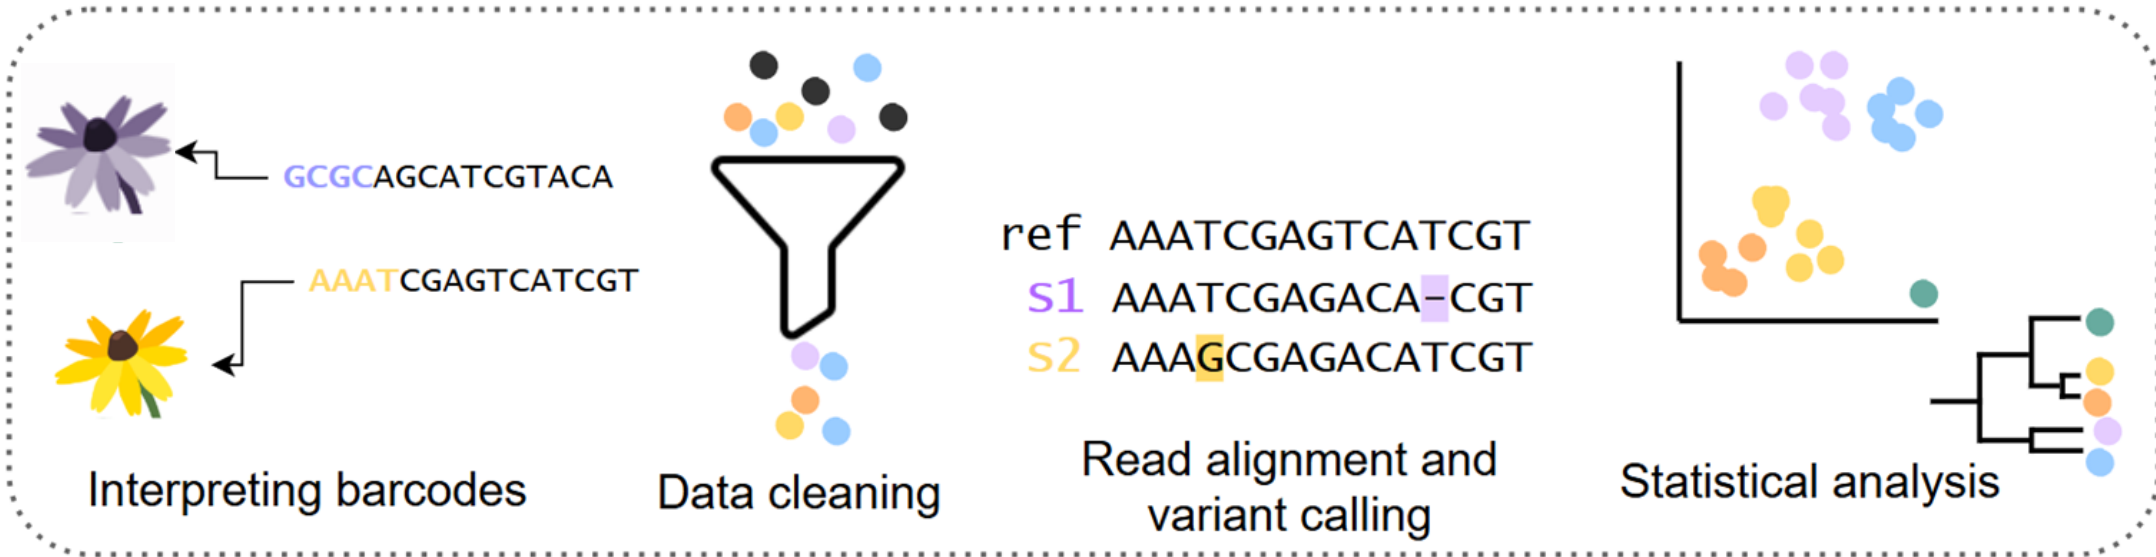 GCGCAGCATCGTACA
AAATCGAGTCATCGT
Interpreting barcodes
Data cleaning
ref AAATCGAGTCATCGT
s1 AAATCGAGACA-CGT
s2 AAAGCGAGACATCGT
Read alignment and
variant calling
Statistical analysis